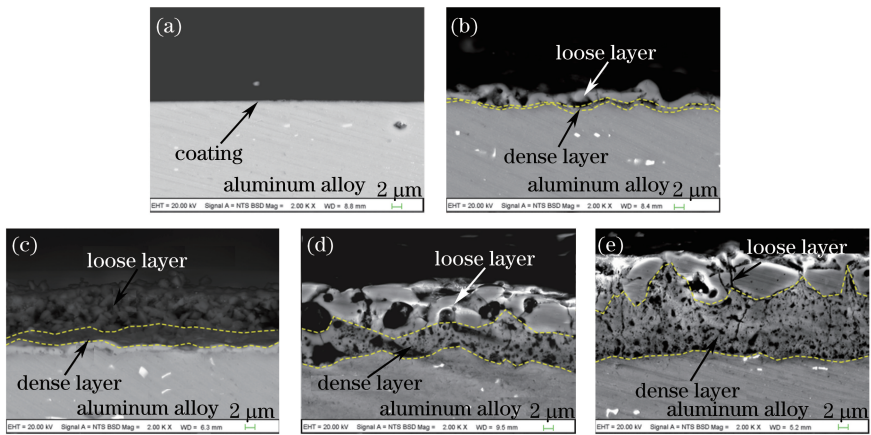 (a)
coating
aluminum alloy 2 μm
EHT = 20.00 kV Signal A = NTS BSD Mag = 2.00 K X WD = 8.8 mm
(b)
loose layer
dense layer
aluminum alloy 2 μm
EHT = 20.00 kV Signal A = NTS BSD Mag = 2.00 K X WD = 8.4 mm
(c)
loose layer
dense layer
aluminum alloy 2 μm
EHT = 20.00 kV Signal A = NTS BSD Mag = 2.00 K X WD = 6.3 mm
(d)
loose layer
dense layer
aluminum alloy 2 μm
EHT = 20.00 kV Signal A = NTS BSD Mag = 2.00 K X WD = 9.5 mm
(e)
loose layer
dense layer
aluminum alloy 2 μm
EHT = 20.00 kV Signal A = NTS BSD Mag = 2.00 K X WD = 5.2 mm